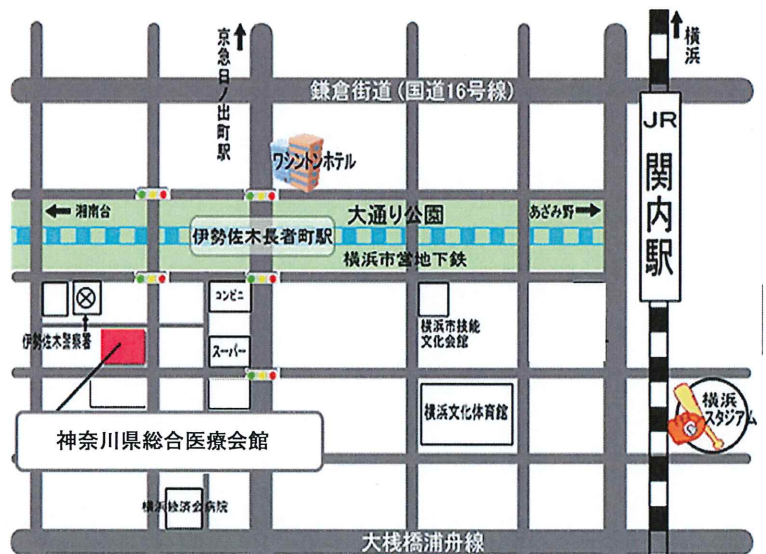 京急日ノ出町駅
横浜
鎌倉街道(国道16号線)
JR
関内駅
ワシントンホテル
湘南台
大通り公園
あざみ野
伊勢佐木長者町駅
横浜市営地下鉄
コンビニ
横浜市技能
文化会館
伊勢佐木警察署
スーパー
横浜文化体育館
横浜
スタジアム
神奈川県総合医療会館
横浜経済会病院
大桟橋浦舟線